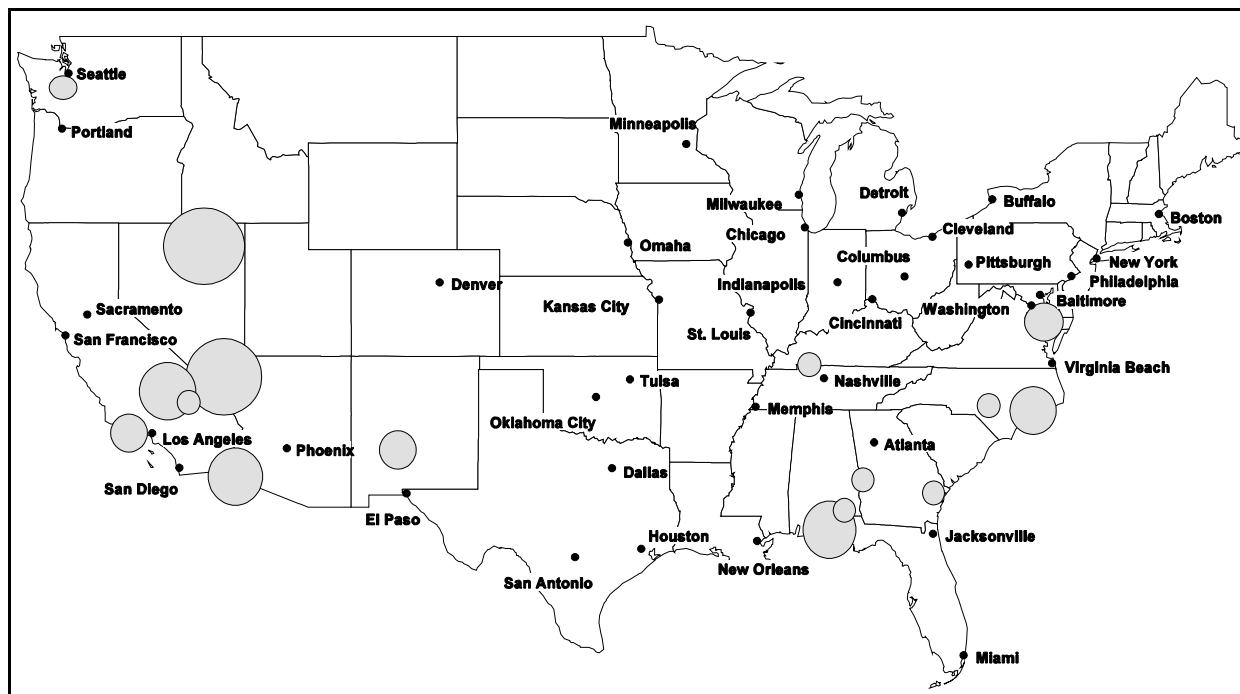 Seattle
Portland
Minneapolis
Milwaukee
Detroit
Buffalo
Boston
Chicago
Cleveland
Omaha
Columbus
Pittsburgh
New York
Denver
Indianapolis
Philadelphia
Kansas City
Washington
Baltimore
Sacramento
San Francisco
St. Louis
Cincinnati
Virginia Beach
Tulsa
Nashville
Memphis
Oklahoma City
Los Angeles
Phoenix
Atlanta
Dallas
San Diego
El Paso
Houston
Jacksonville
New Orleans
San Antonio
Miami